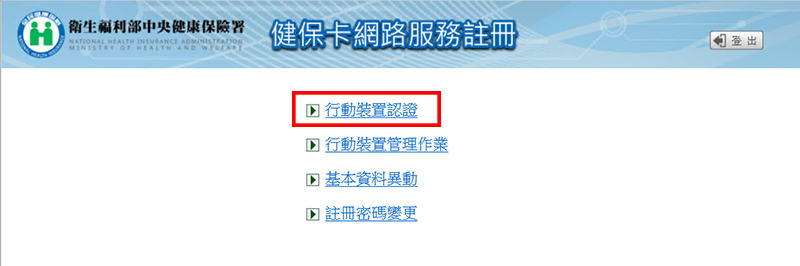 衛生福利部中央健康保險署
NATIONAL HEALTH INSURANCE ADMINISTRATION
MINISTRY OF HEALTH AND WELFARE
健保卡網路服務註冊
登出
行動裝置認證
行動裝置管理作業
基本資料異動
註冊密碼變更